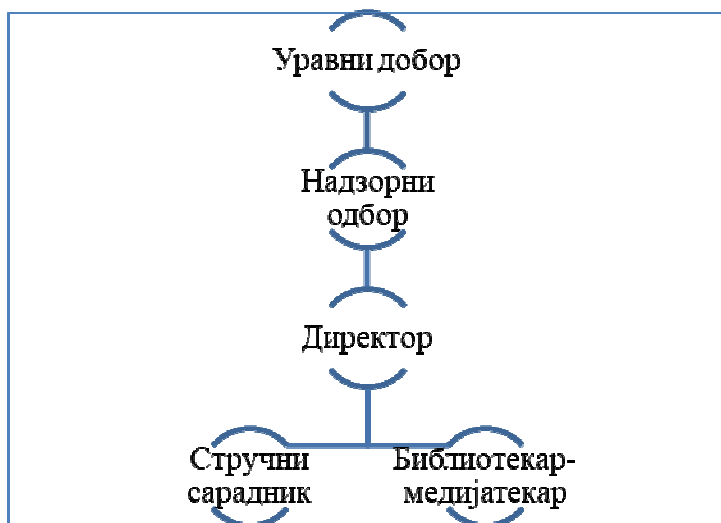 Уравни добор
Надзорни
одбор
Директор
Стручни
сарадник
Библиотекар-
медијатекар